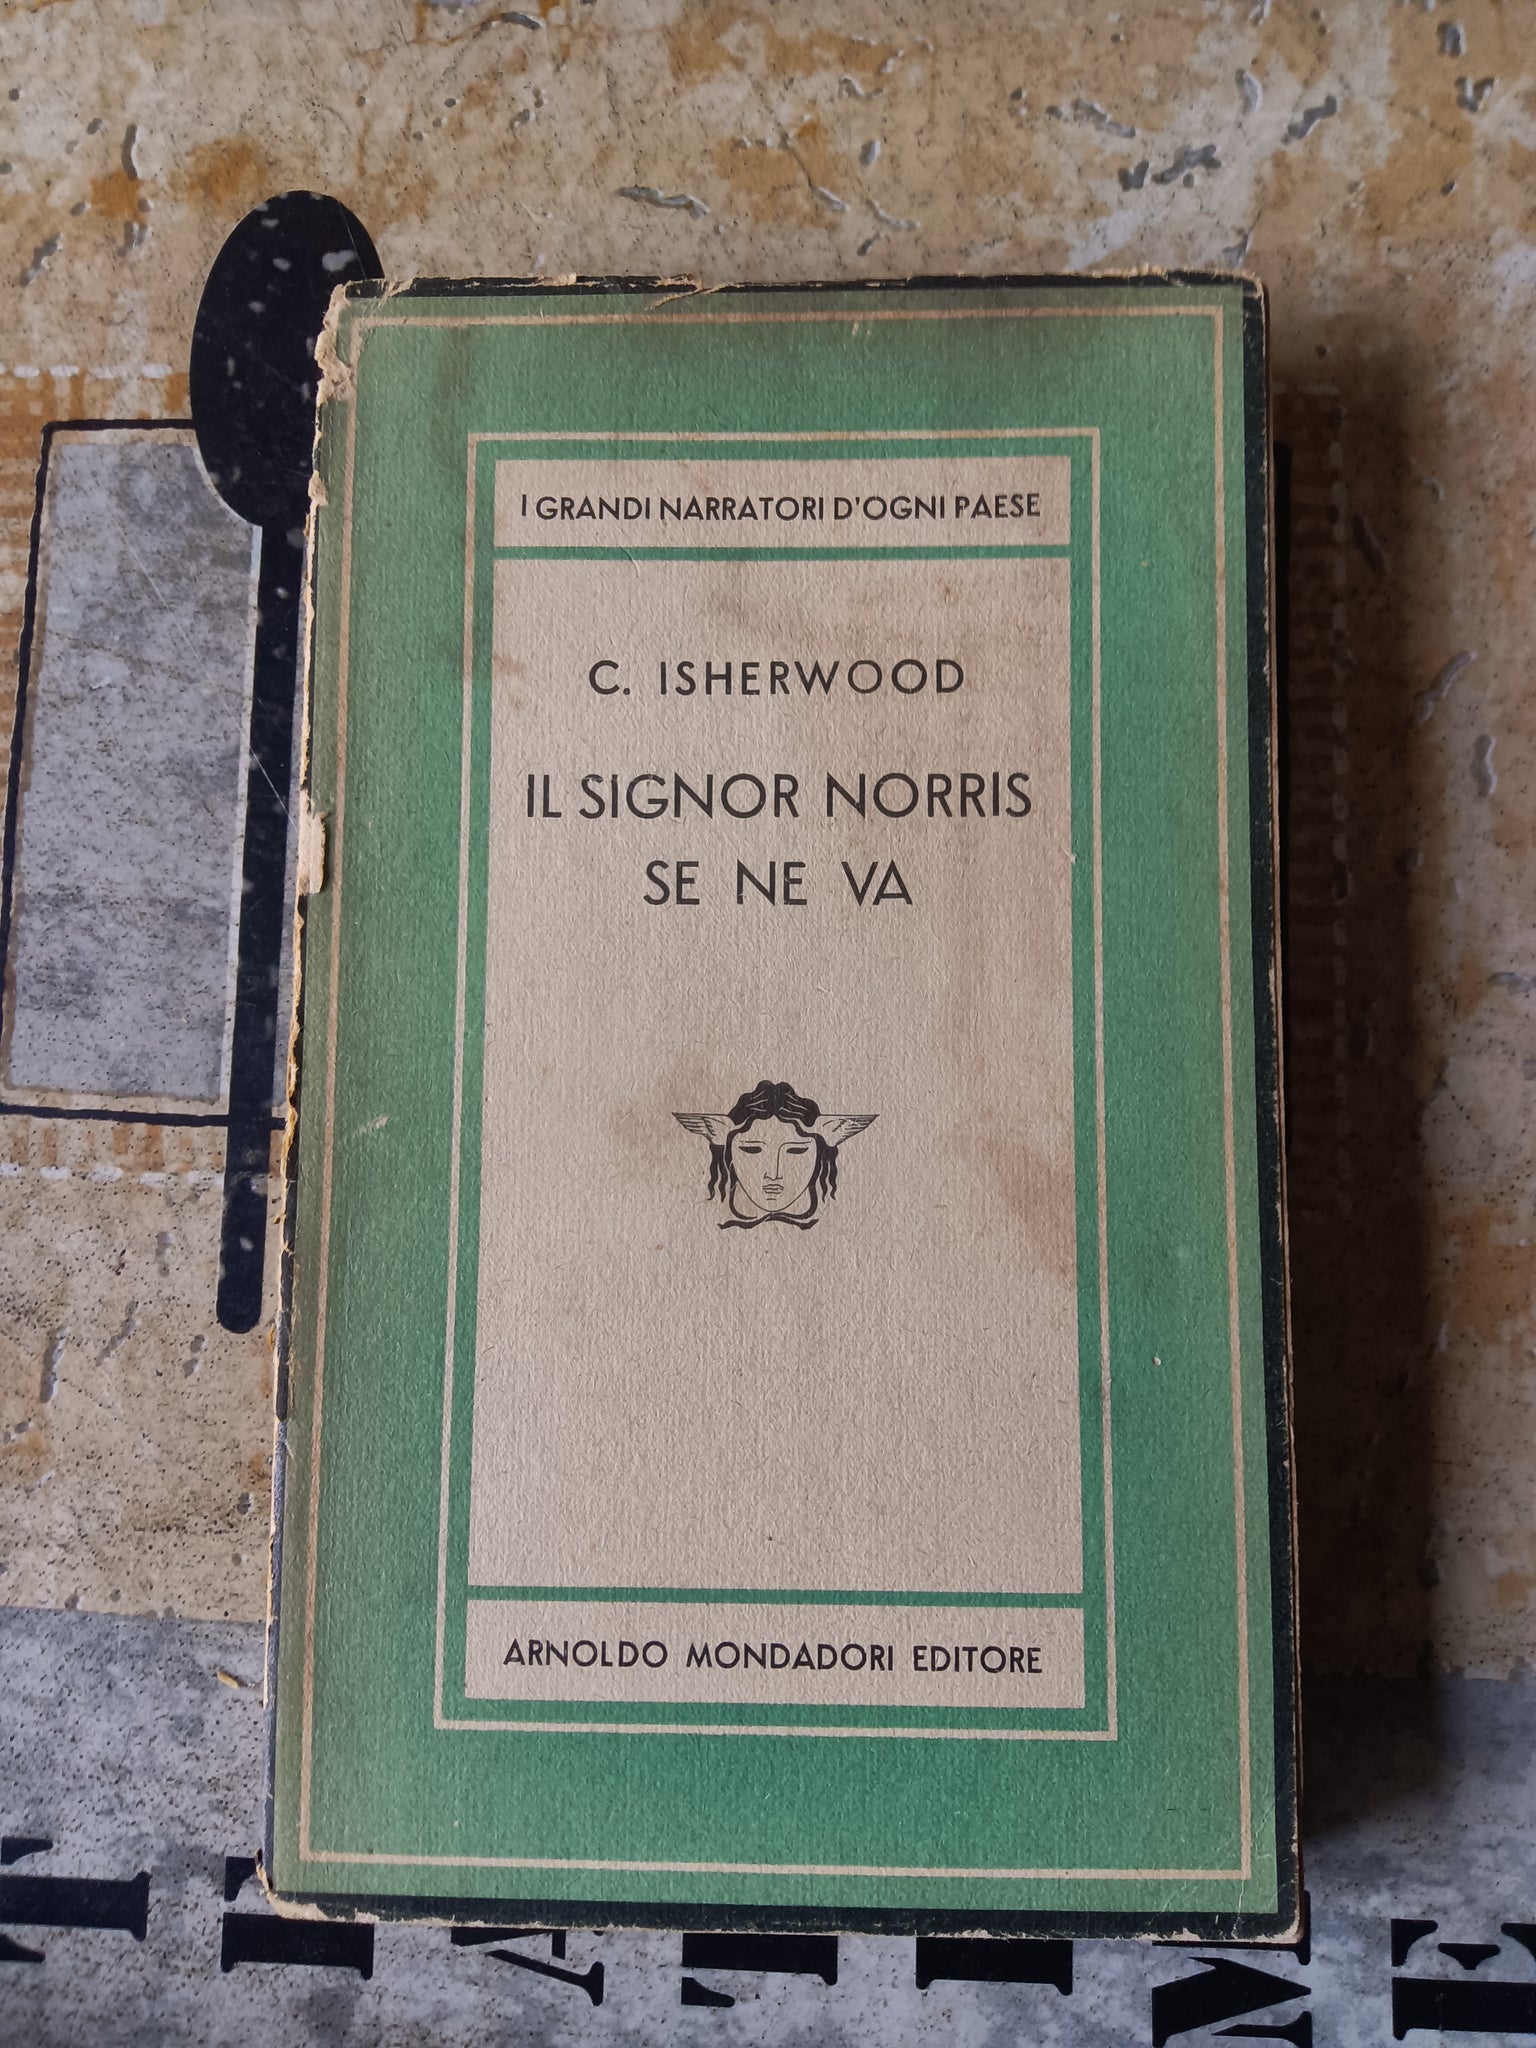 I GRANDI NARRATORI D'OGNI PAESE
C. ISHERWOOD
IL SIGNOR NORRIS
SE NE VA
ARNOLDO MONDADORI EDITORE